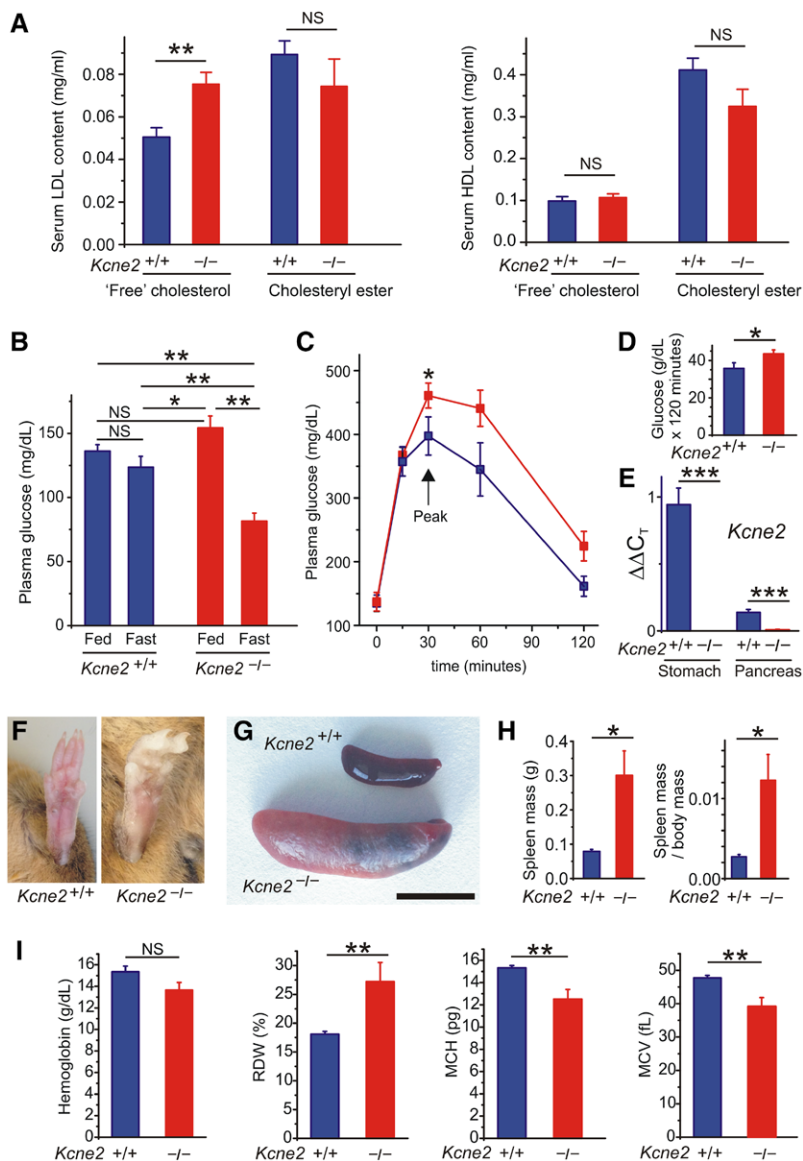 A
Serum LDL content (mg/ml)
0.08
0.06
0.04
0.02
0.00
**
NS
Kcne2 +/+ –/– +/+ –/–
'Free' cholesterol Cholesteryl ester
Serum HDL content (mg/ml)
0.4
0.3
0.2
0.1
0.0
NS
NS
Kcne2 +/+ –/– +/+ –/–
'Free' cholesterol Cholesteryl ester
B
Plasma glucose (mg/dL)
150
100
50
0
**
**
NS * **
NS
Fed Fast Fed Fast
Kcne2 +/+ Kcne2 –/–
C
Plasma glucose (mg/dL)
500
400
300
200
100
*
Peak
0 30 60 90 120
time (minutes)
D
Glucose (g/dL
x 120 minutes)
40
20
0
*
Kcne2 +/+ –/–
E
ΔΔCT
1
0
***
Kcne2
***
Kcne2 +/+ –/– +/+ –/–
Stomach Pancreas
F
Kcne2 +/+ Kcne2 –/–
G
Kcne2 +/+
Kcne2 –/–
H
Spleen mass (g)
0.4
0.3
0.2
0.1
0.0
*
Kcne2 +/+ –/–
Spleen mass
/ body mass
0.01
0.00
*
Kcne2 +/+ –/–
I
Hemoglobin (g/dL)
16
14
12
10
8
6
4
2
0
NS
Kcne2 +/+ –/–
RDW (%)
30
25
20
15
10
5
0
**
+/+ –/–
MCH (pg)
16
14
12
10
8
6
4
2
0
**
Kcne2 +/+ –/–
MCV (fL)
50
40
30
20
10
0
**
Kcne2 +/+ –/–